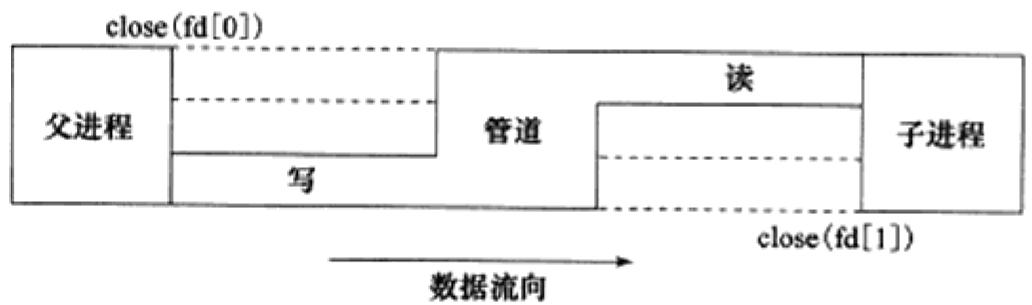 close(fd[0])
读
父进程
管道
子进程
写
close(fd[1])
数据流向